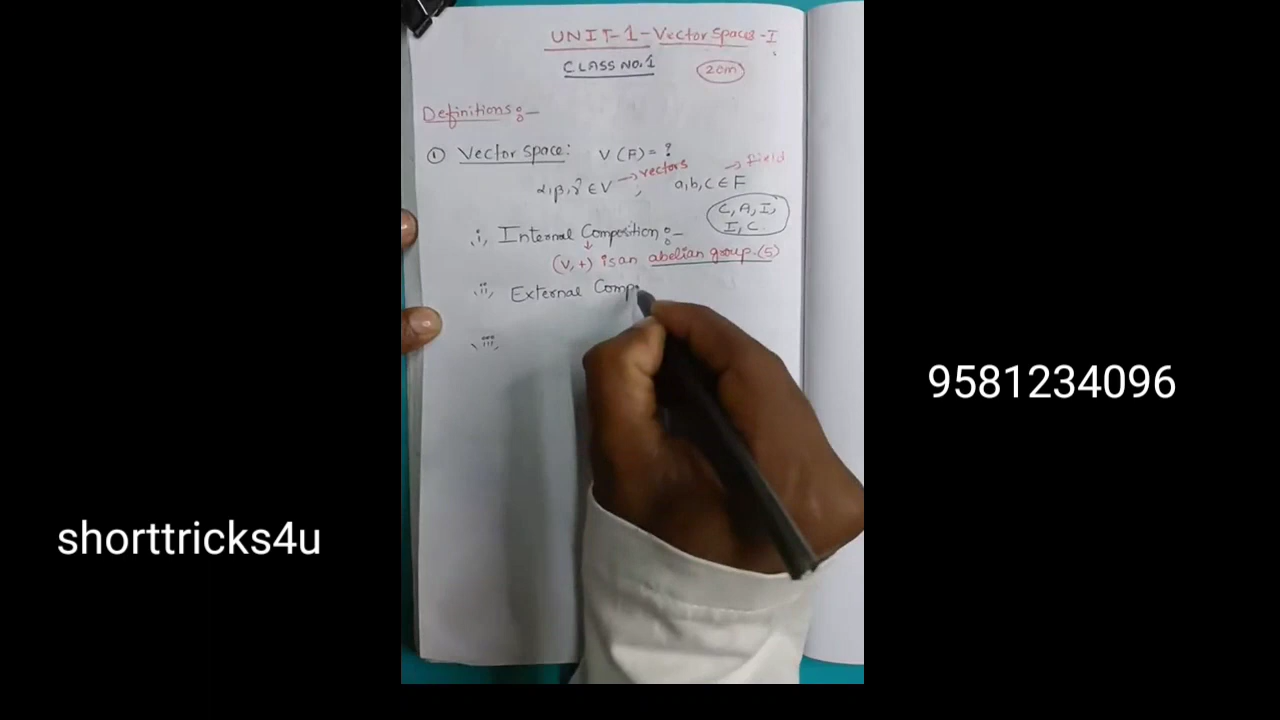 UNIT-1-Vector Spaces-I
CLASS NO.1
20m
Definitions:-
① Vector space: V(F)=?
α,β,γ ∈ V → vectors , a,b,c ∈ F → field
C, A, I,
I, C.
i, Internal Composition:-
(V,+) is an abelian group.(5)
ii, External Comp
iii,
9581234096
shorttricks4u